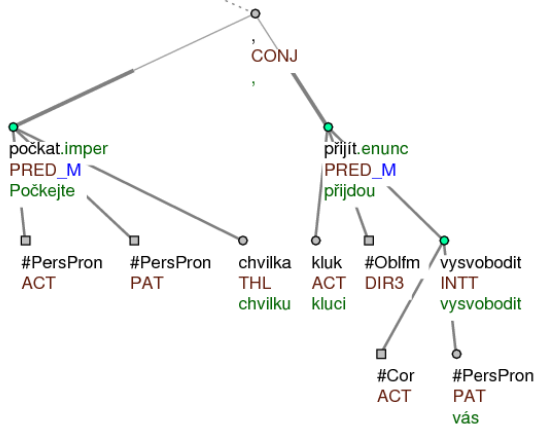 ,
CONJ
,
počkat.imper
PRED_M
Počkejte
přijít.enunc
PRED_M
přijdou
#PersPron
ACT
#PersPron
PAT
chvilka
THL
chvilku
kluk
ACT
kluci
#Oblfm
DIR3
vysvobodit
INTT
vysvobodit
#Cor
ACT
#PersPron
PAT
vás